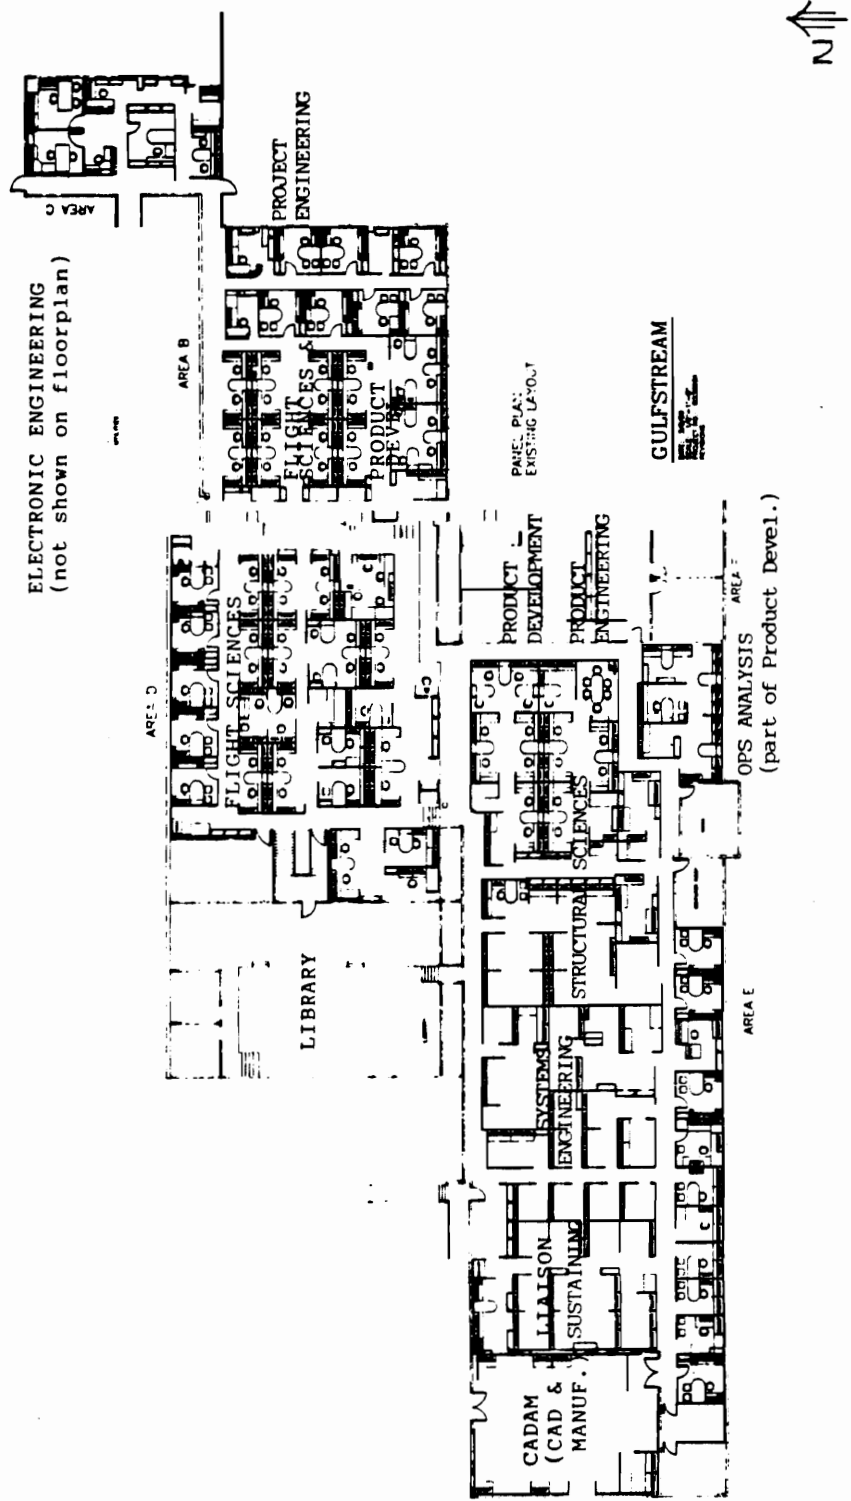 N
PROJECT
ENGINEERING
AREA C
ELECTRONIC ENGINEERING
(not shown on floorplan)
AREA B
FLIGHT
SCIENCES &
PRODUCT
DEVEL
PANEL PLAN
EXISTING LAYOUT
GULFSTREAM
AREA D
FLIGHT SCIENCES
PRODUCT
DEVELOPMENT
PRODUCT
ENGINEERING
AREA F
OPS ANALYSIS
(part of Product Devel.)
STRUCTURAL SCIENCES
LIBRARY
SYSTEMS
ENGINEERING
AREA E
LIAISON
SUSTAINING
CADAM
(CAD &
MANUF.)